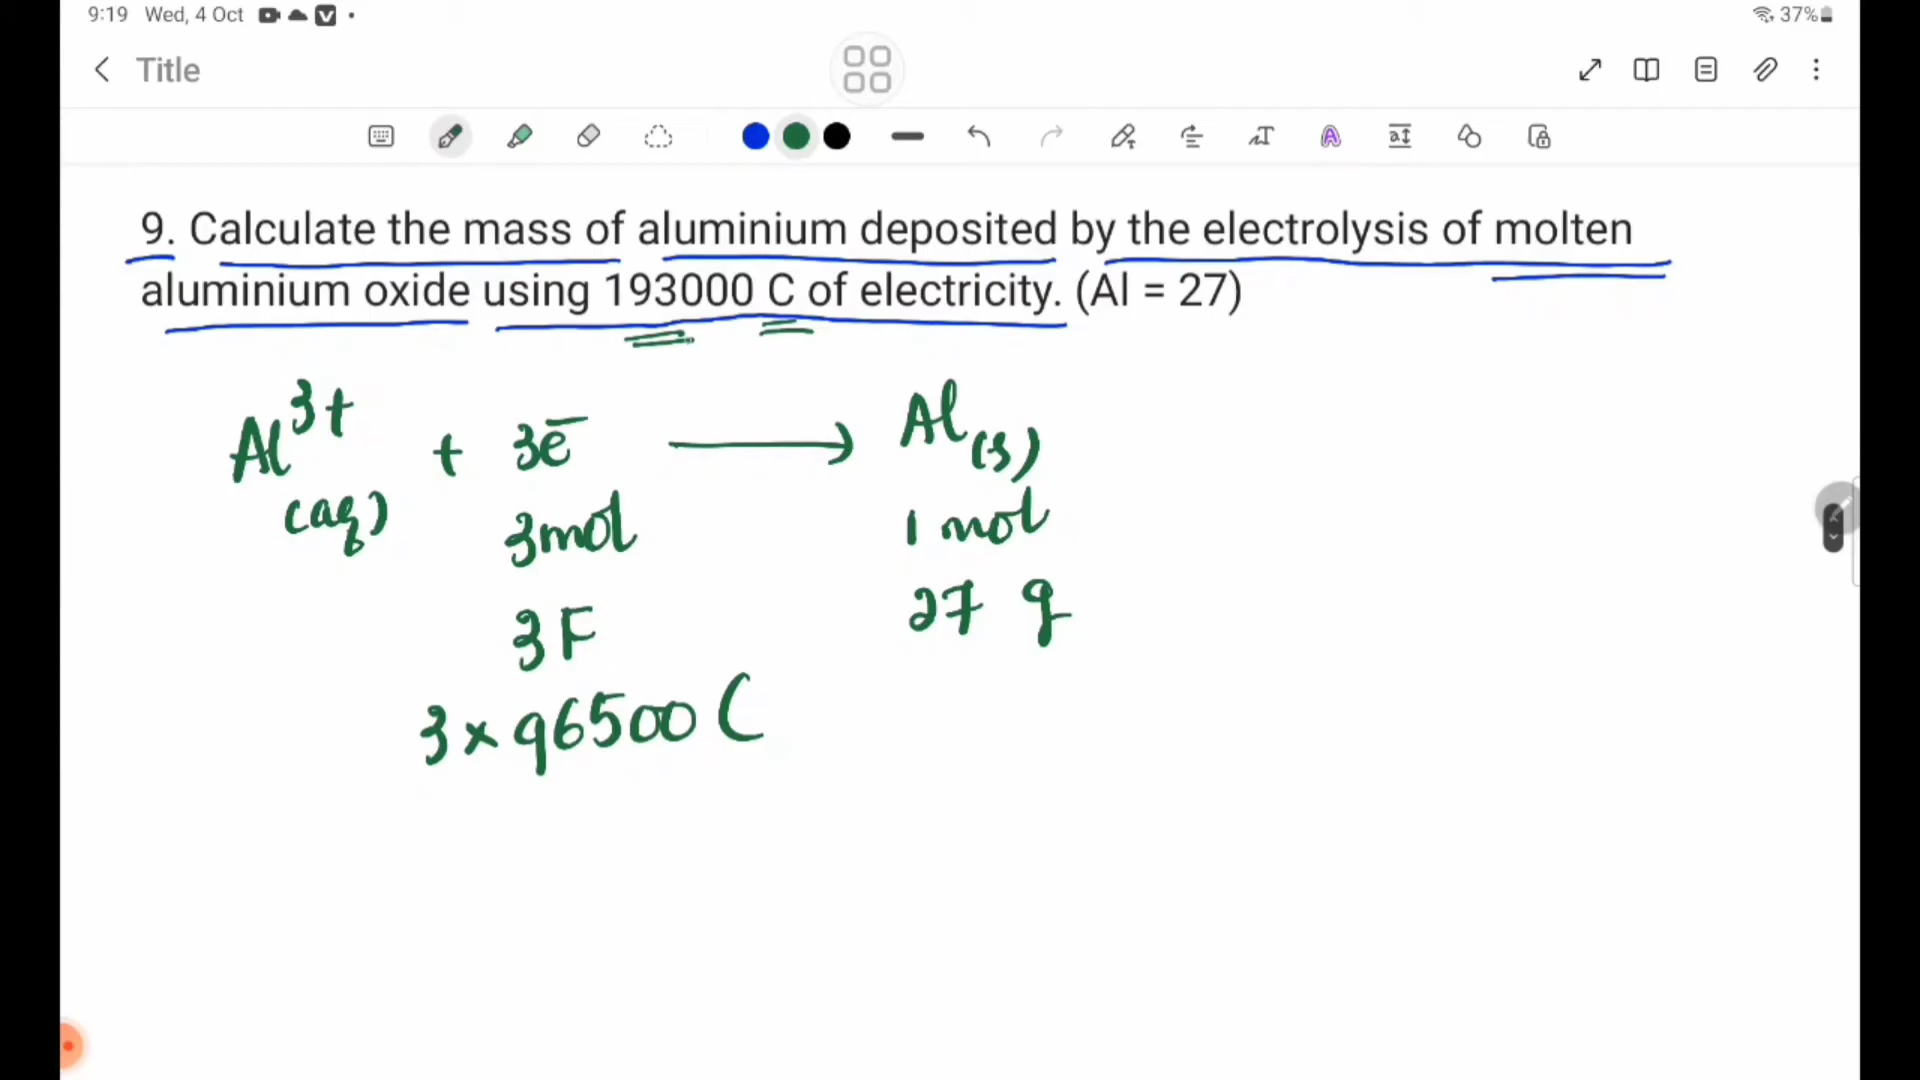 9:19 Wed, 4 Oct V 37%
Title
9. Calculate the mass of aluminium deposited by the electrolysis of molten
aluminium oxide using 193000 C of electricity. (Al = 27)
Al³⁺ + 3e⁻ ⟶ Al(s)
(aq)
3mol 1 mol
3F 27 g
3×96500 C